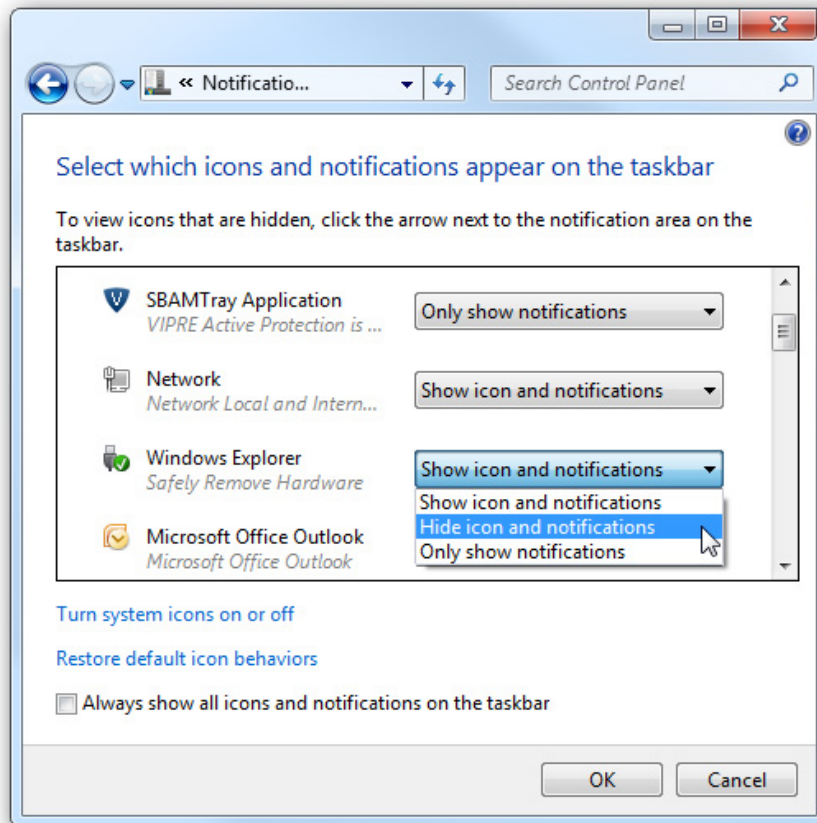 « Notificatio...
Search Control Panel
Select which icons and notifications appear on the taskbar
To view icons that are hidden, click the arrow next to the notification area on the
taskbar.
SBAMTray Application
VIPRE Active Protection is ...
Only show notifications
Network
Network Local and Intern...
Show icon and notifications
Windows Explorer
Safely Remove Hardware
Show icon and notifications
Show icon and notifications
Hide icon and notifications
Only show notifications
Microsoft Office Outlook
Microsoft Office Outlook
Turn system icons on or off
Restore default icon behaviors
Always show all icons and notifications on the taskbar
OK
Cancel